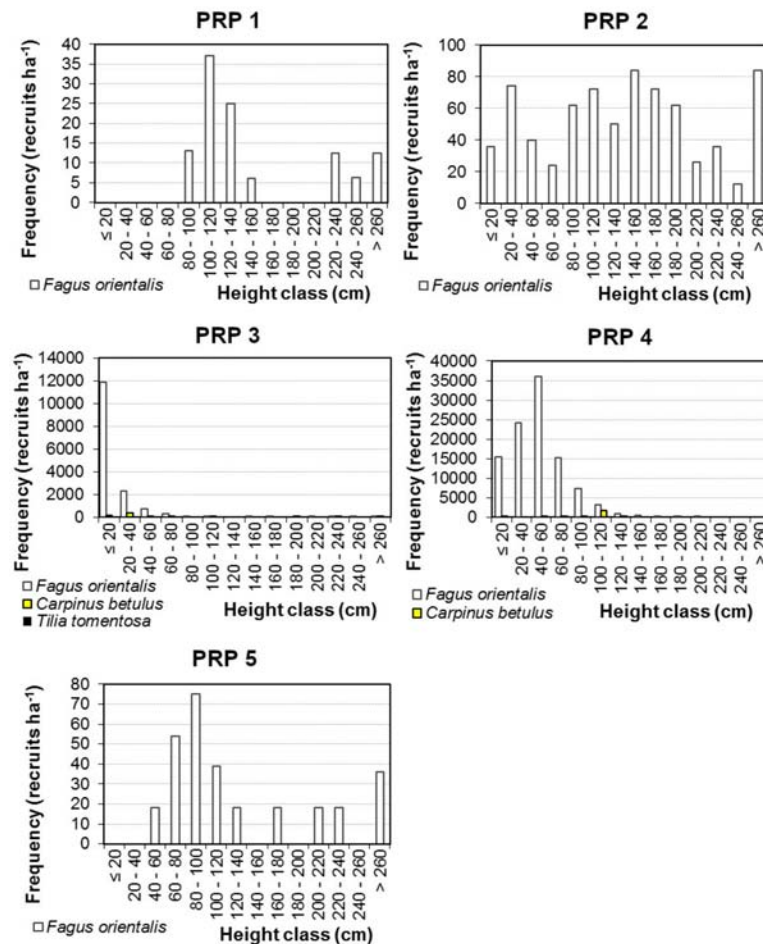 PRP 1
Frequency (recruits ha⁻¹)
40
35
30
25
20
15
10
5
0
≤ 20
20 - 40
40 - 60
60 - 80
80 - 100
100 - 120
120 - 140
140 - 160
160 - 180
180 - 200
200 - 220
220 - 240
240 - 260
> 260
Fagus orientalis
Height class (cm)
PRP 2
Frequency (recruits ha⁻¹)
100
80
60
40
20
0
≤ 20
20 - 40
40 - 60
60 - 80
80 - 100
100 - 120
120 - 140
140 - 160
160 - 180
180 - 200
200 - 220
220 - 240
240 - 260
> 260
Fagus orientalis
Height class (cm)
PRP 3
Frequency (recruits ha⁻¹)
14000
12000
10000
8000
6000
4000
2000
0
≤ 20
20 - 40
40 - 60
60 - 80
80 - 100
100 - 120
120 - 140
140 - 160
160 - 180
180 - 200
200 - 220
220 - 240
240 - 260
> 260
Fagus orientalis
Carpinus betulus
Tilia tomentosa
Height class (cm)
PRP 4
Frequency (recruits ha⁻¹)
40000
35000
30000
25000
20000
15000
10000
5000
0
≤ 20
20 - 40
40 - 60
60 - 80
80 - 100
100 - 120
120 - 140
140 - 160
160 - 180
180 - 200
200 - 220
220 - 240
240 - 260
> 260
Fagus orientalis
Carpinus betulus
Height class (cm)
PRP 5
Frequency (recruits ha⁻¹)
80
70
60
50
40
30
20
10
0
≤ 20
20 - 40
40 - 60
60 - 80
80 - 100
100 - 120
120 - 140
140 - 160
160 - 180
180 - 200
200 - 220
220 - 240
240 - 260
> 260
Fagus orientalis
Height class (cm)